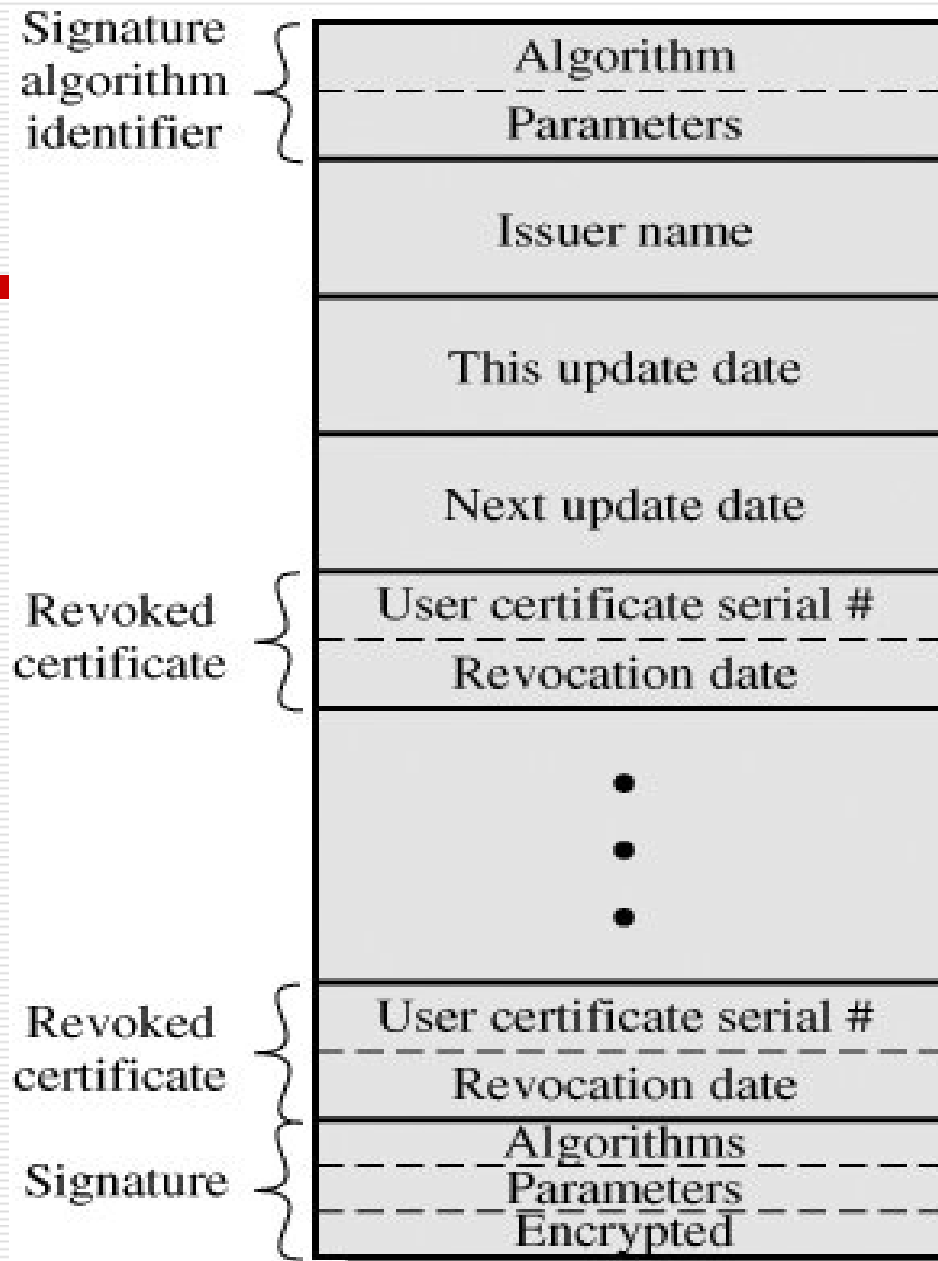 Signature
algorithm
identifier
Algorithm
Parameters
Issuer name
This update date
Next update date
Revoked
certificate
User certificate serial #
Revocation date
Revoked
certificate
User certificate serial #
Revocation date
Signature
Algorithms
Parameters
Encrypted